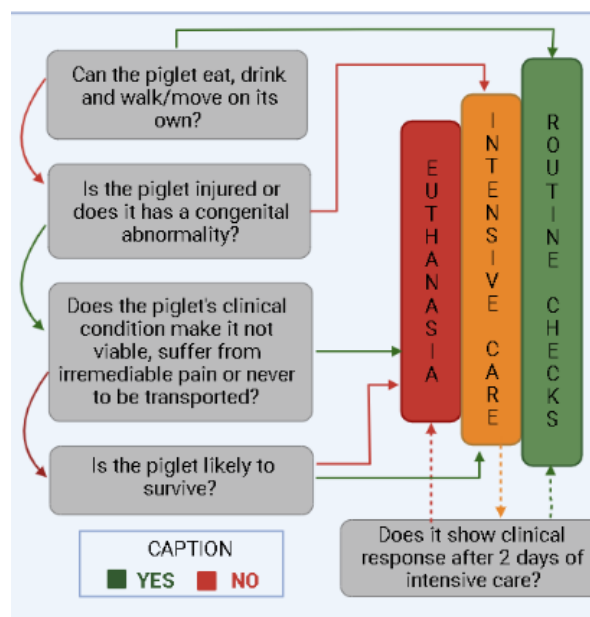 Can the piglet eat, drink
and walk/move on its
own?
Is the piglet injured or
does it has a congenital
abnormality?
Does the piglet's clinical
condition make it not
viable, suffer from
irremediable pain or never
to be transported?
Is the piglet likely to
survive?
EUTHANASIA
INTENSIVE CARE
ROUTINE CHECKS
Does it show clinical
response after 2 days of
intensive care?
CAPTION
YES NO